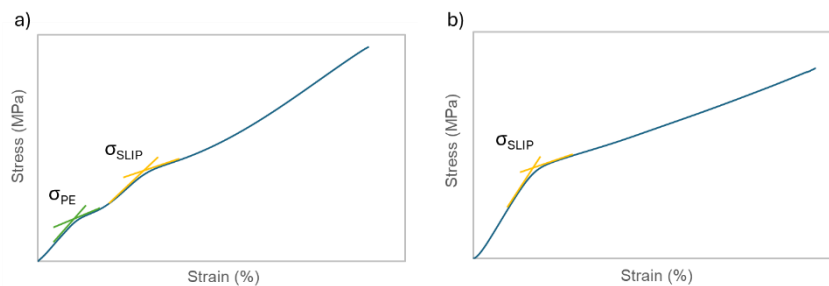 a)
Stress (MPa)
σSLIP
σPE
Strain (%)
b)
Stress (MPa)
σSLIP
Strain (%)